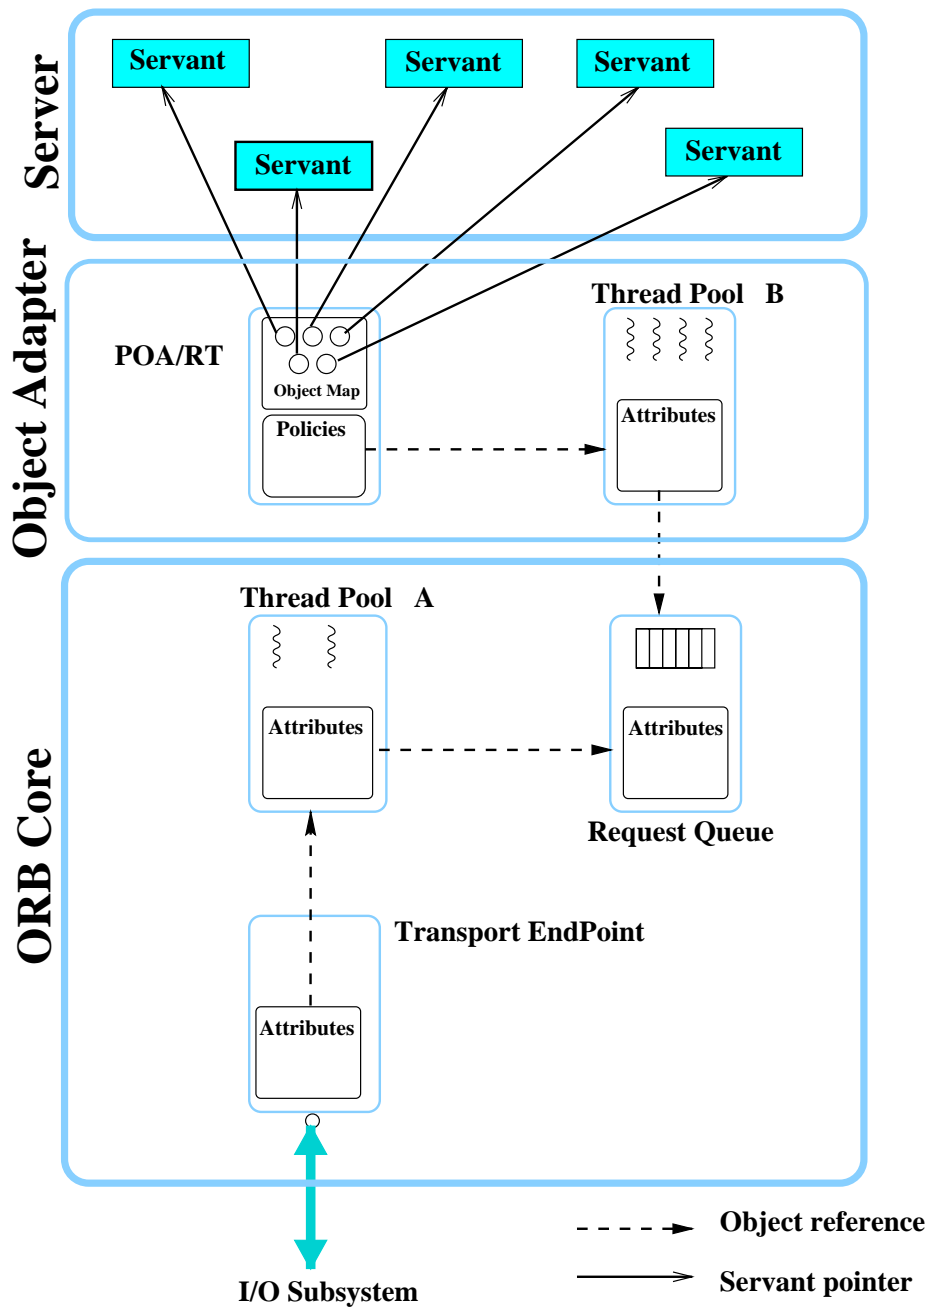 Server
Servant
Servant
Servant
Servant
Servant
Object Adapter
Thread Pool B
POA/RT
Object Map
Policies
Attributes
ORB Core
Thread Pool A
Attributes
Attributes
Request Queue
Transport EndPoint
Attributes
I/O Subsystem
Object reference
Servant pointer